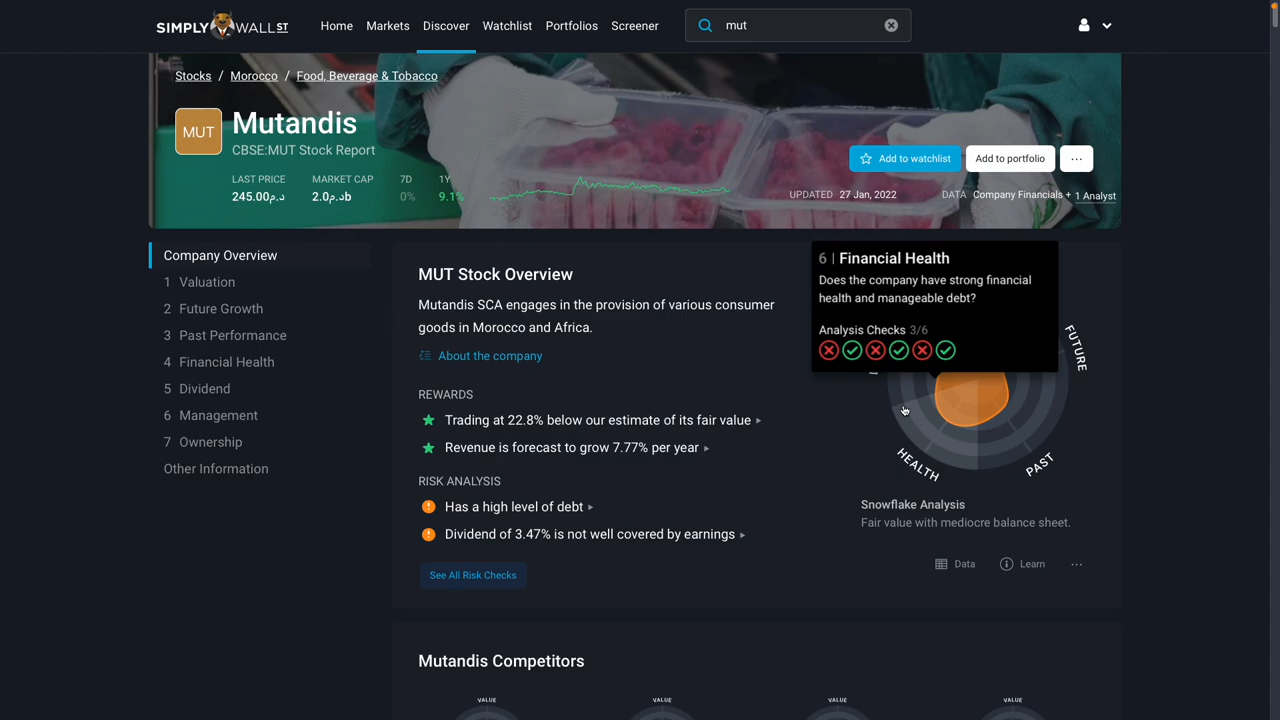 SIMPLY WALL ST
Home Markets Discover Watchlist Portfolios Screener
mut
Stocks / Morocco / Food, Beverage & Tobacco
MUT
Mutandis
CBSE:MUT Stock Report
Add to watchlist
Add to portfolio
...
LAST PRICE MARKET CAP 7D 1Y
د.م.245.00 د.م.2.0b 0% 9.1%
UPDATED 27 Jan, 2022 DATA Company Financials + 1 Analyst
Company Overview
1 Valuation
2 Future Growth
3 Past Performance
4 Financial Health
5 Dividend
6 Management
7 Ownership
Other Information
MUT Stock Overview
Mutandis SCA engages in the provision of various consumer
goods in Morocco and Africa.
About the company
REWARDS
Trading at 22.8% below our estimate of its fair value
Revenue is forecast to grow 7.77% per year
RISK ANALYSIS
Has a high level of debt
Dividend of 3.47% is not well covered by earnings
See All Risk Checks
6 | Financial Health
Does the company have strong financial
health and manageable debt?
Analysis Checks 3/6
FUTURE
HEALTH
PAST
Snowflake Analysis
Fair value with mediocre balance sheet.
Data Learn ...
Mutandis Competitors
VALUE VALUE VALUE VALUE